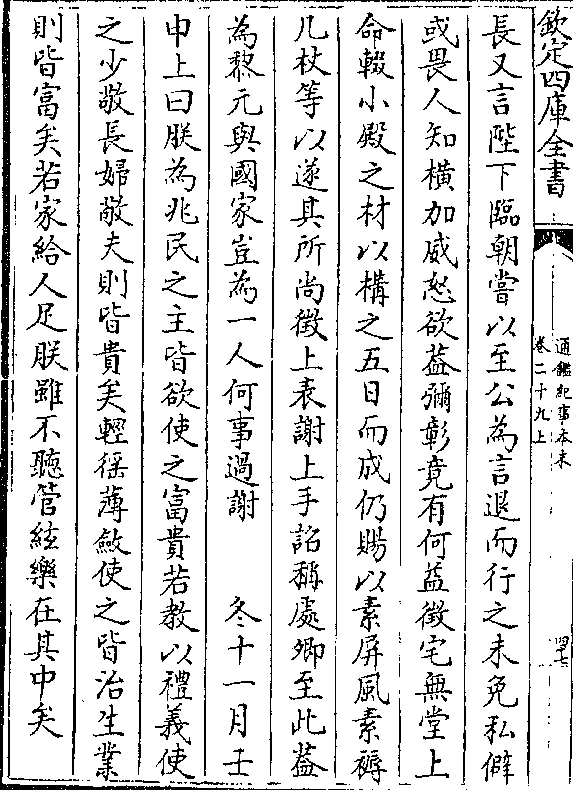 欽定四庫全書
通鑑紀事本末
卷二十九上
四十七
長又言陛下臨朝嘗以至公為言退而行之未免私僻
或畏人知橫加威怒欲葢彌彰竟有何益徵宅無堂上
命輟小殿之材以構之五日而成仍賜以素屏風素褥
几杖等以遂其所尚徵上表謝上手詔稱處卿至此葢
為黎元與國家豈為一人何事過謝　　冬十一月壬
申上曰朕為兆民之主皆欲使之富貴若教以禮義使
之少敬長婦敬夫則皆貴矣輕徭薄斂使之皆治生業
則皆富矣若家給人足朕雖不聽管絃樂在其中矣